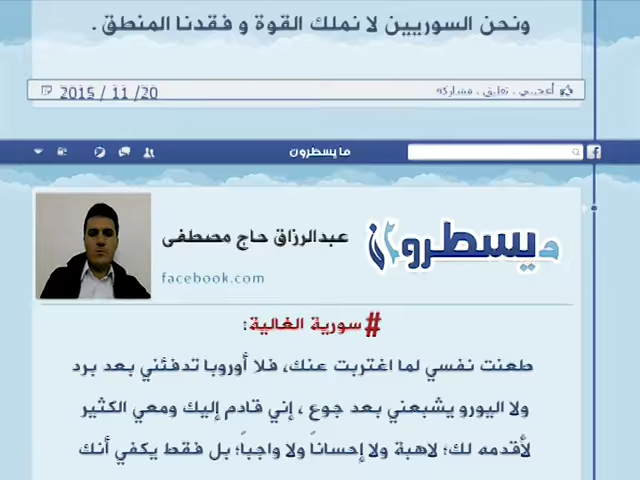 ونحن السوريين لا نملك القوة و فقدنا المنطق .
أعجبني . تعليق . مشاركة
2015 / 11 /20
ما يسطرون
f
ما يسطرون
عبدالرزاق حاج مصطفى
facebook.com
#سورية الغالية :
طعنت نفسي لما اغتربت عنك، فلا أوروبا تدفئني بعد برد
ولا اليورو يشبعني بعد جوع ، إني قادم إليك ومعي الكثير
لأقدمه لك؛ لاهبة ولا إحساناً ولا واجباً؛ بل فقط يكفي أنك